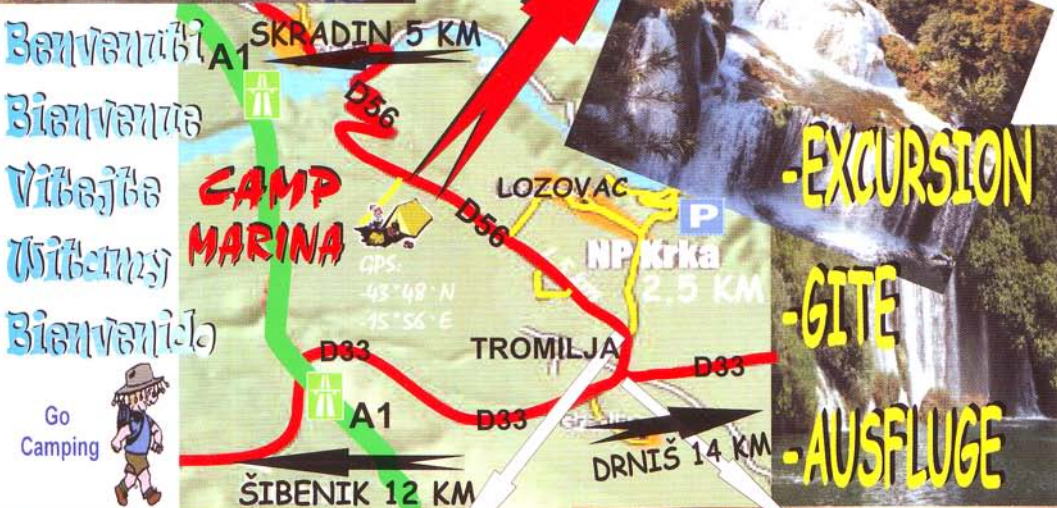 Benvenuti
Bienvenue
Vitejte
Witamy
Bienvenido
Go
Camping
SKRADIN 5 KM
A1
D56
CAMP
MARINA
GPS:
-43°48' N
-15°56' E
D56
LOZOVAC
P
NP Krka
2.5 KM
TROMILJA
D33
D33
D33
A1
DRNIŠ 14 KM
ŠIBENIK 12 KM
-EXCURSION
-GITE
-AUSFLUGE